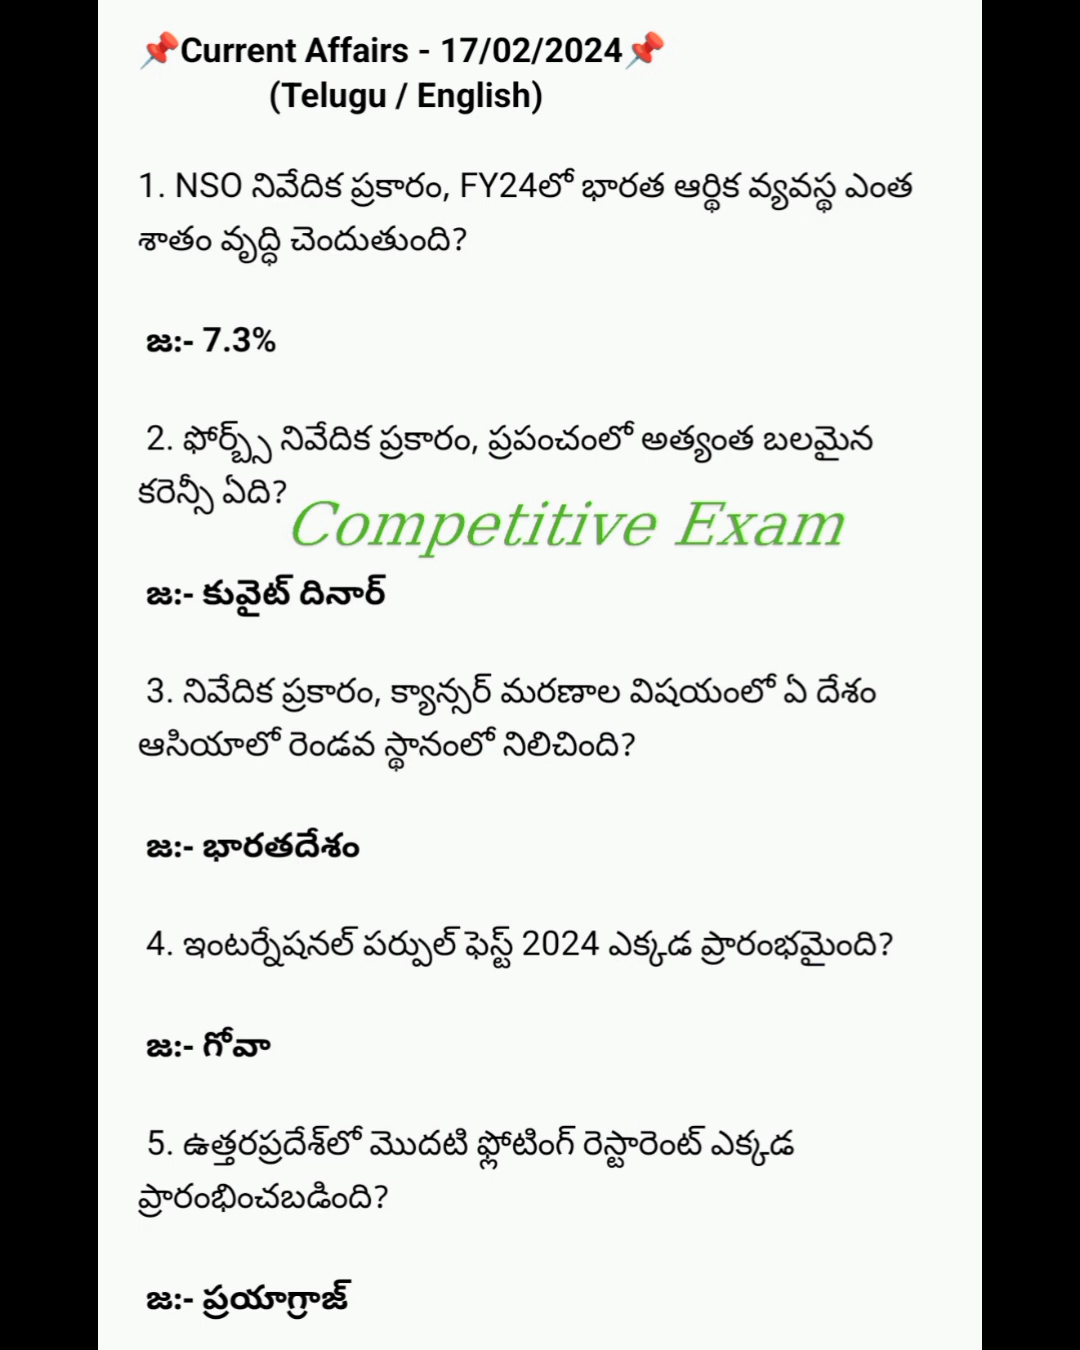 📌Current Affairs - 17/02/2024📌
(Telugu / English)
1. NSO నివేదిక ప్రకారం, FY24లో భారత ఆర్థిక వ్యవస్థ ఎంత
శాతం వృద్ధి చెందుతుంది?
జ:- 7.3%
2. ఫోర్బ్స్ నివేదిక ప్రకారం, ప్రపంచంలో అత్యంత బలమైన
కరెన్సీ ఏది?
Competitive Exam
జ:- కువైట్ దినార్
3. నివేదిక ప్రకారం, క్యాన్సర్ మరణాల విషయంలో ఏ దేశం
ఆసియాలో రెండవ స్థానంలో నిలిచింది?
జ:- భారతదేశం
4. ఇంటర్నేషనల్ పర్పుల్ ఫెస్ట్ 2024 ఎక్కడ ప్రారంభమైంది?
జ:- గోవా
5. ఉత్తరప్రదేశ్‌లో మొదటి ఫ్లోటింగ్ రెస్టారెంట్ ఎక్కడ
ప్రారంభించబడింది?
జ:- ప్రయాగ్రాజ్